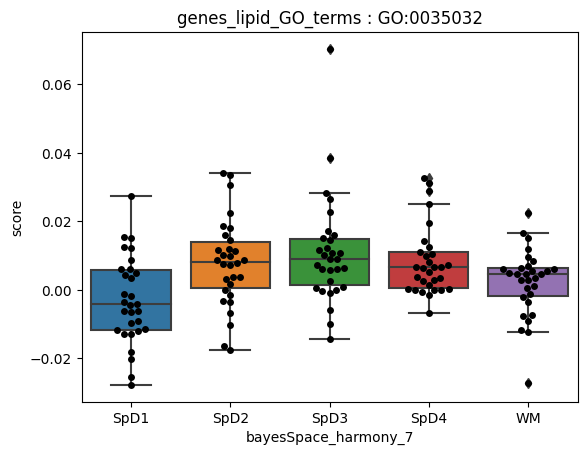 genes_lipid_GO_terms : GO:0035032
score
0.06
0.04
0.02
0.00
−0.02
SpD1 SpD2 SpD3 SpD4 WM
bayesSpace_harmony_7